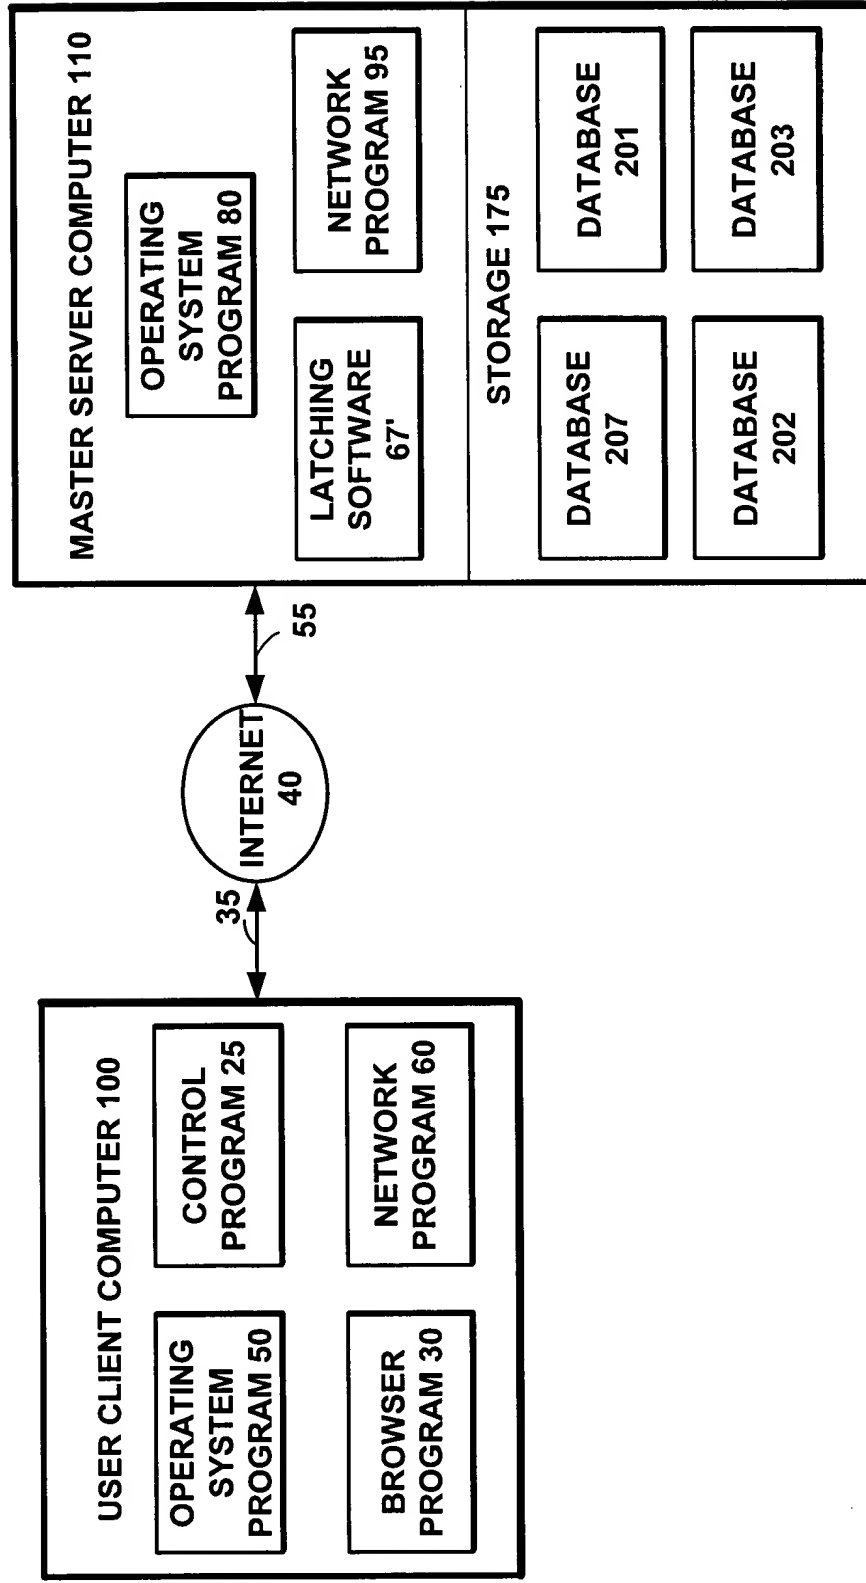 USER CLIENT COMPUTER 100
OPERATING
SYSTEM
PROGRAM 50
CONTROL
PROGRAM 25
BROWSER
PROGRAM 30
NETWORK
PROGRAM 60
35
INTERNET
40
55
MASTER SERVER COMPUTER 110
OPERATING
SYSTEM
PROGRAM 80
LATCHING
SOFTWARE
67'
NETWORK
PROGRAM 95
STORAGE 175
DATABASE
207
DATABASE
201
DATABASE
202
DATABASE
203